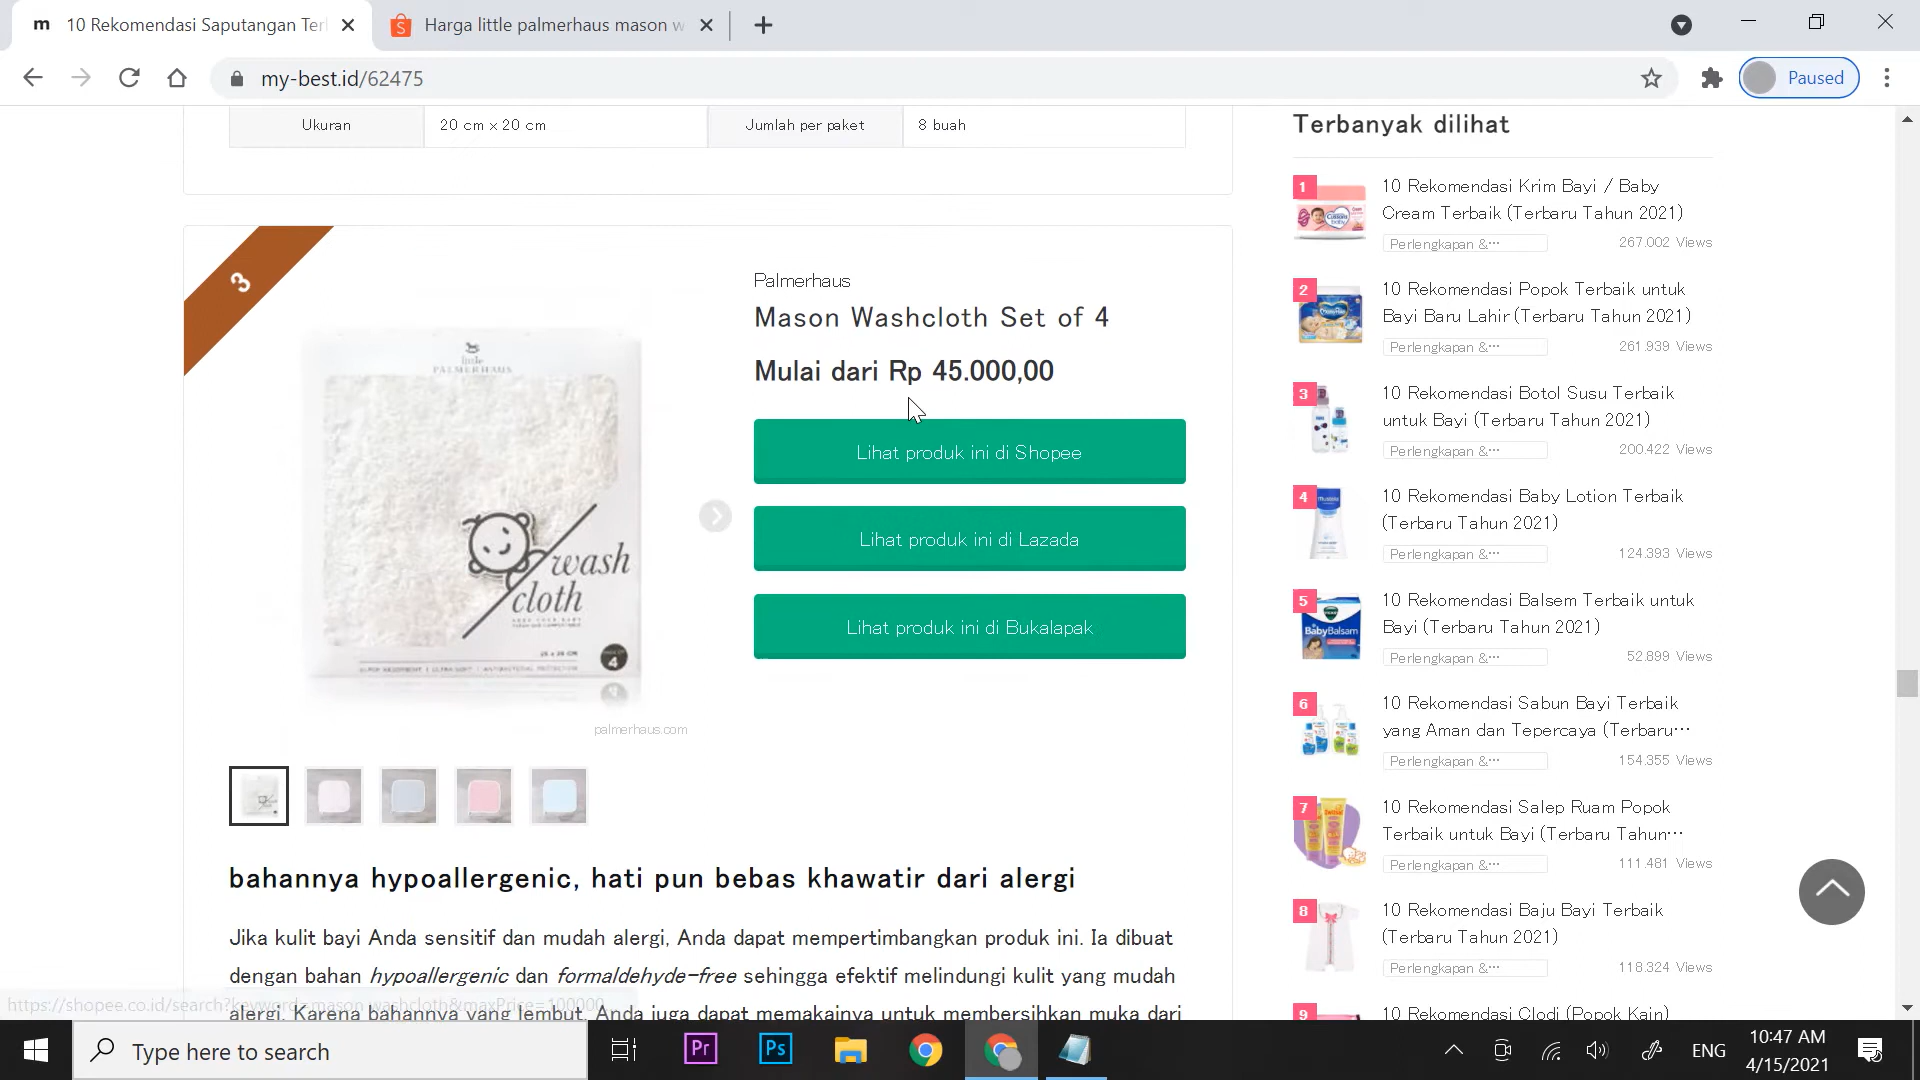 m 10 Rekomendasi Saputangan Ter
Harga little palmerhaus mason w
my-best.id/62475
Paused
Ukuran 20 cm x 20 cm Jumlah per paket 8 buah
3
little
PALMERHAUS
wash
cloth
4
palmerhaus.com
Palmerhaus
Mason Washcloth Set of 4
Mulai dari Rp 45.000,00
Lihat produk ini di Shopee
Lihat produk ini di Lazada
Lihat produk ini di Bukalapak
bahannya hypoallergenic, hati pun bebas khawatir dari alergi
Jika kulit bayi Anda sensitif dan mudah alergi, Anda dapat mempertimbangkan produk ini. Ia dibuat
dengan bahan hypoallergenic dan formaldehyde-free sehingga efektif melindungi kulit yang mudah
alergi. Karena bahannya yang lembut, Anda juga dapat memakainya untuk membersihkan muka dari
https://shopee.co.id/search?keyword=mason washcloth&maxPrice=100000
Terbanyak dilihat
1
10 Rekomendasi Krim Bayi / Baby
Cream Terbaik (Terbaru Tahun 2021)
Perlengkapan &… 267.002 Views
2
10 Rekomendasi Popok Terbaik untuk
Bayi Baru Lahir (Terbaru Tahun 2021)
Perlengkapan &… 261.939 Views
3
10 Rekomendasi Botol Susu Terbaik
untuk Bayi (Terbaru Tahun 2021)
Perlengkapan &… 200.422 Views
4
10 Rekomendasi Baby Lotion Terbaik
(Terbaru Tahun 2021)
Perlengkapan &… 124.393 Views
5
BabyBalsam
10 Rekomendasi Balsem Terbaik untuk
Bayi (Terbaru Tahun 2021)
Perlengkapan &… 52.899 Views
6
10 Rekomendasi Sabun Bayi Terbaik
yang Aman dan Tepercaya (Terbaru…
Perlengkapan &… 154.355 Views
7
10 Rekomendasi Salep Ruam Popok
Terbaik untuk Bayi (Terbaru Tahun…
Perlengkapan &… 111.481 Views
8
10 Rekomendasi Baju Bayi Terbaik
(Terbaru Tahun 2021)
Perlengkapan &… 118.324 Views
9
10 Rekomendasi Clodi (Popok Kain)
Type here to search
Pr
Ps
ENG
10:47 AM
4/15/2021